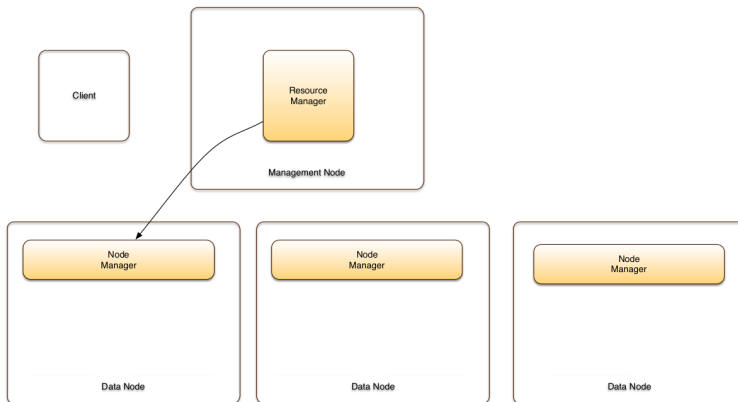 Client
Resource
Manager
Management Node
Node
Manager
Data Node
Node
Manager
Data Node
Node
Manager
Data Node